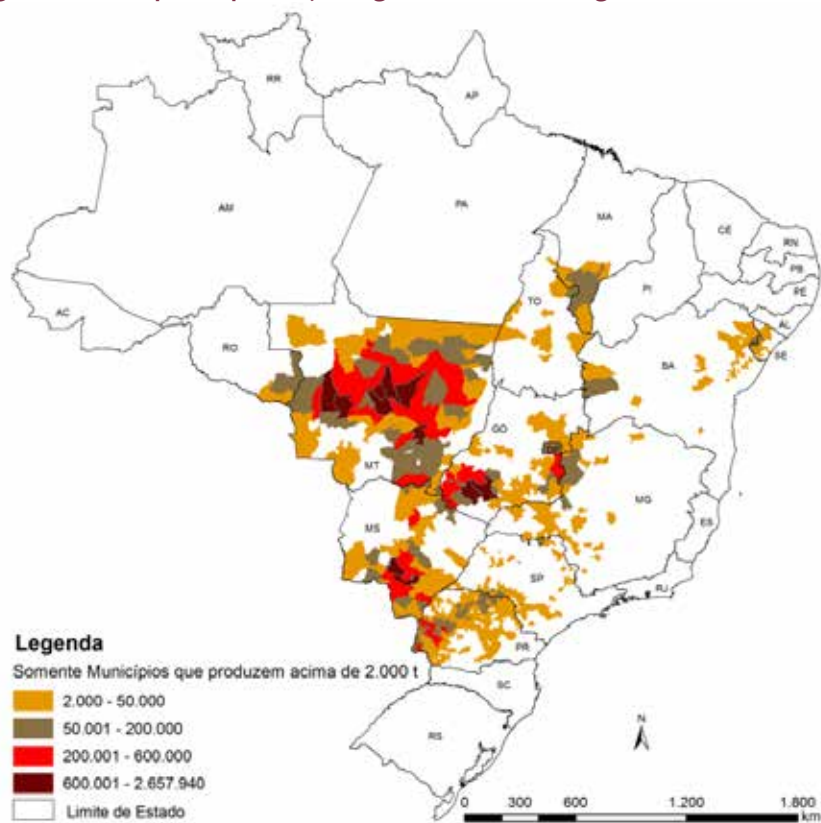 RR
AP
AM
PA
MA
CE
RN
PB
PE
PI
AC
TO
AL
SE
RO
BA
GO
MT
MG
MS
ES
SP
RJ
PR
SC
RS
Legenda
Somente Municípios que produzem acima de 2.000 t
2.000 - 50.000
50.001 - 200.000
200.001 - 600.000
600.001 - 2.657.940
Limite de Estado
N
0 300 600 1.200 1.800
km